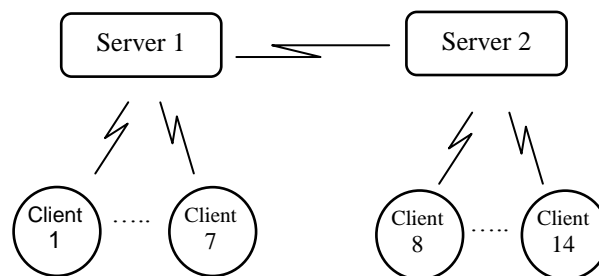 Server 1
Server 2
Client
1
…..
Client
7
Client
8
…..
Client
14